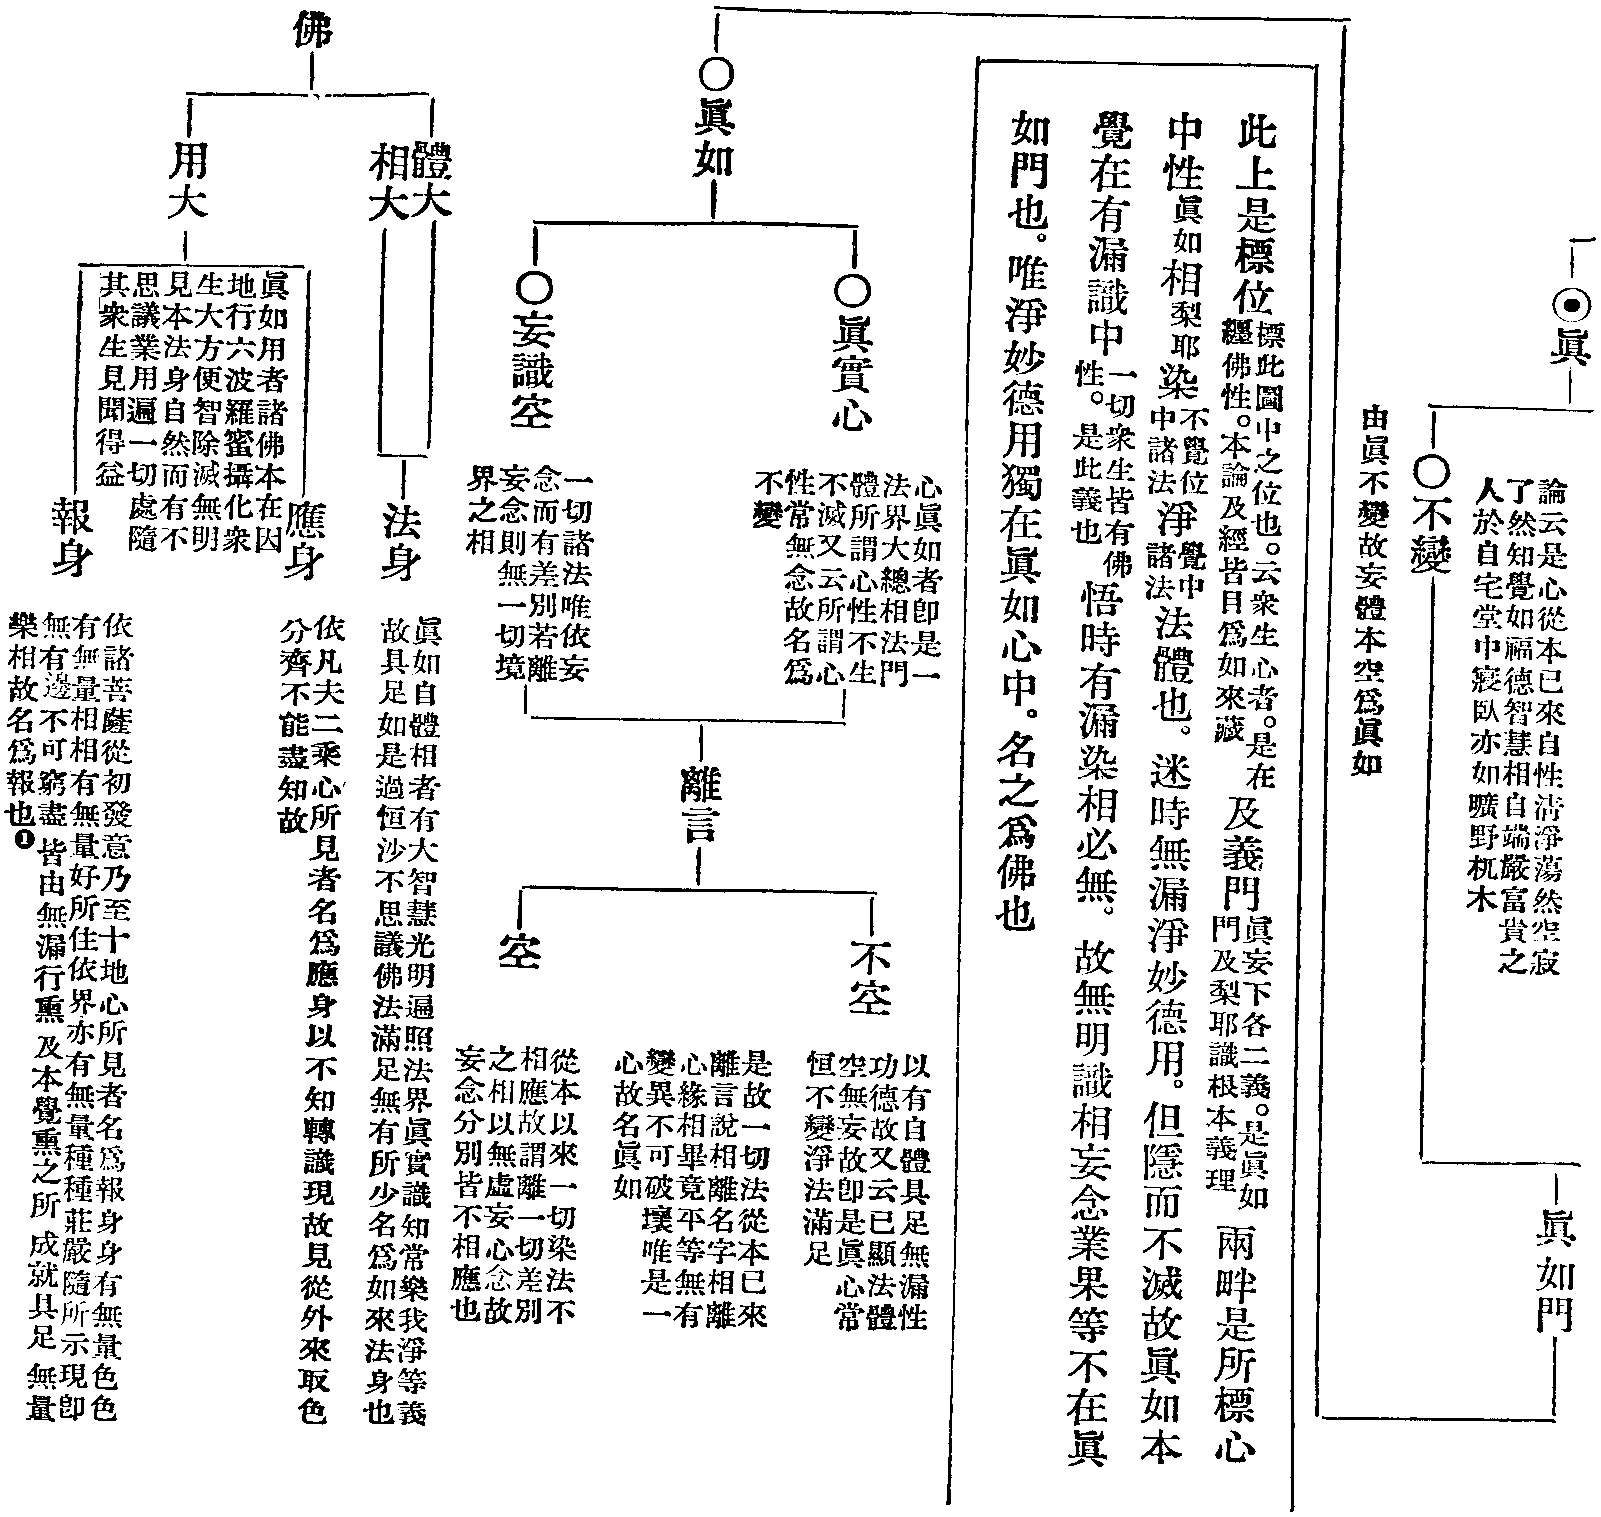 眞
由眞不變故妄體本空爲眞如
不變
論云是心從本已來自性清淨蕩然空寂
了然知覺如福德智慧相自端嚴富貴之
人於自宅堂中寢臥亦如曠野杌木
眞如門
此上是標位
標此圖中之位也。云衆生心者。是在
經佛性。本論及經皆目爲如來藏
及義門
眞妄下各二義。是眞如
門及梨耶識根本義理
兩畔是所標心
中性
眞如
相
梨耶
染
不覺位
中諸法
淨
覺中
諸法
法體也。迷時無漏淨妙德用。但隱而不滅故眞如本
覺在有漏識中
一切衆生皆有佛
性。是此義也
悟時有漏染相必無。故無明識相妄念業果等不在眞
如門也。唯淨妙德用獨在眞如心中。名之爲佛也
眞如
眞實心
心眞如者卽是一
法界大總相法門
體所謂心性不生
不滅又云所謂心
性常無念故名爲
不變
妄識空
一切諸法唯依妄
念而有差別若離
妄念則無一切境
界之相
離言
不空
以有自體具足無漏性
功德故又云已顯法體
空無妄故卽是眞心常
恒不變淨法滿足
是故一切法從本已來
離言說相離名字相離
心緣相畢竟平等無有
變異不可破壞唯是一
心故名眞如
空
從本以來一切染法不
相應故謂離一切差別
之相以無虛妄心念故
妄念分別皆不相應也
佛
體大
相大
法身
眞如自體相者有大智慧光明遍照法界眞實識知常樂我淨等義
故具足如是過恒沙不思議佛法滿足無有所少名爲如來法身也
用大
眞如用者諸佛本在因
地行六波羅蜜攝化衆
生大方便智除滅無明
見本法身自然而有不
思議業用遍一切處隨
其衆生見聞得益
應身
依凡夫二乘心所見者名爲應身以不知轉識現故見從外來取色
分齊不能盡知故
報身
依諸菩薩從初發意乃至十地心所見者名爲報身身有無量色色
有無量相相有無量好所住依界亦有無量種種莊嚴隨所示現卽
無有邊不可窮盡皆由無漏行熏及本覺熏之所成就具足無量
樂相故名爲報也❶